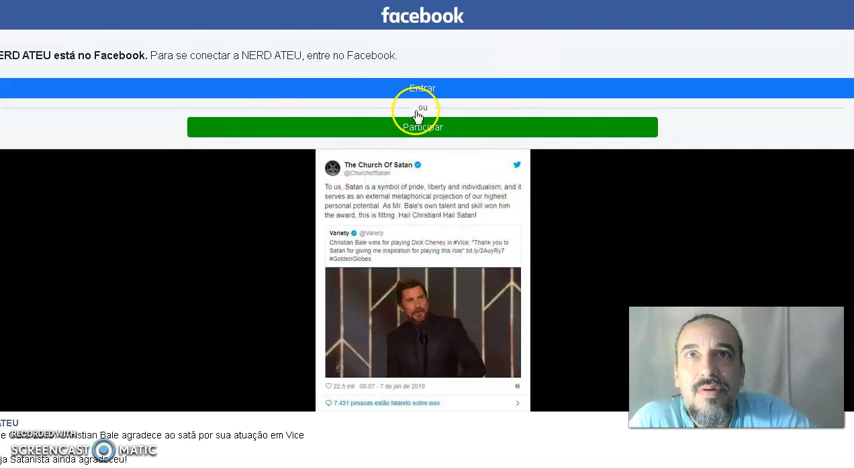 facebook
ERD ATEU está no Facebook. Para se conectar a NERD ATEU, entre no Facebook.
Entrar
ou
Participar
The Church Of Satan
@ChurchofSatan
To us, Satan is a symbol of pride, liberty and individualism, and it
serves as an external metaphorical projection of our highest
personal potential. As Mr. Bale's own talent and skill won him
the award, this is fitting. Hail Christian! Hail Satan!
Variety @Variety
Christian Bale wins for playing Dick Cheney in #Vice. "Thank you to
Satan for giving me inspiration for playing this role" bit.ly/2AuyRy7
#GoldenGlobes
22,5 mil 00:57 - 7 de jan de 2019
7.431 pessoas estão falando sobre isso
ATEU
Christian Bale agradece ao satã por sua atuação em Vice
RECORDED WITH
SCREENCAST MATIC
ja Satanista ainda agradeceu!